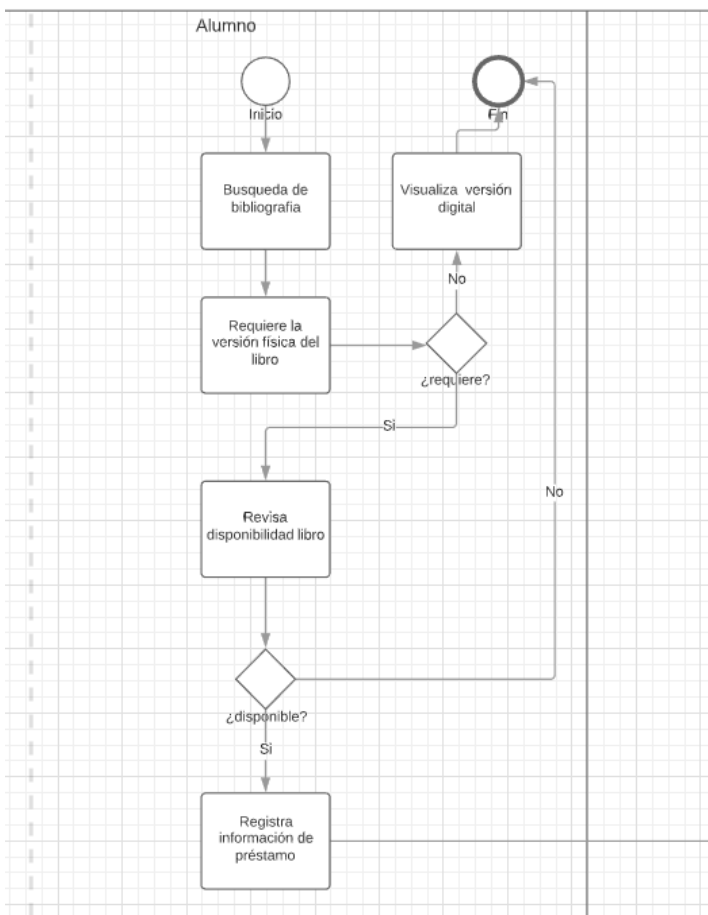 Alumno
Inicio
Fin
Busqueda de
bibliografia
Visualiza versión
digital
No
Requiere la
versión física del
libro
¿requiere?
Si
Revisa
disponibilidad libro
No
¿disponible?
Si
Registra
información de
préstamo